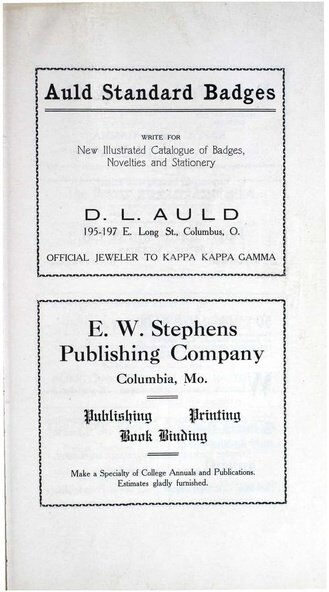 Auld Standard Badges
WRITE FOR
New Illustrated Catalogue of Badges,
Novelties and Stationery
D. L. AULD
195-197 E. Long St., Columbus, O.
OFFICIAL JEWELER TO KAPPA KAPPA GAMMA
E. W. Stephens
Publishing Company
Columbia, Mo.
Publishing Printing
Book Binding
Make a Specialty of College Annuals and Publications.
Estimates gladly furnished.